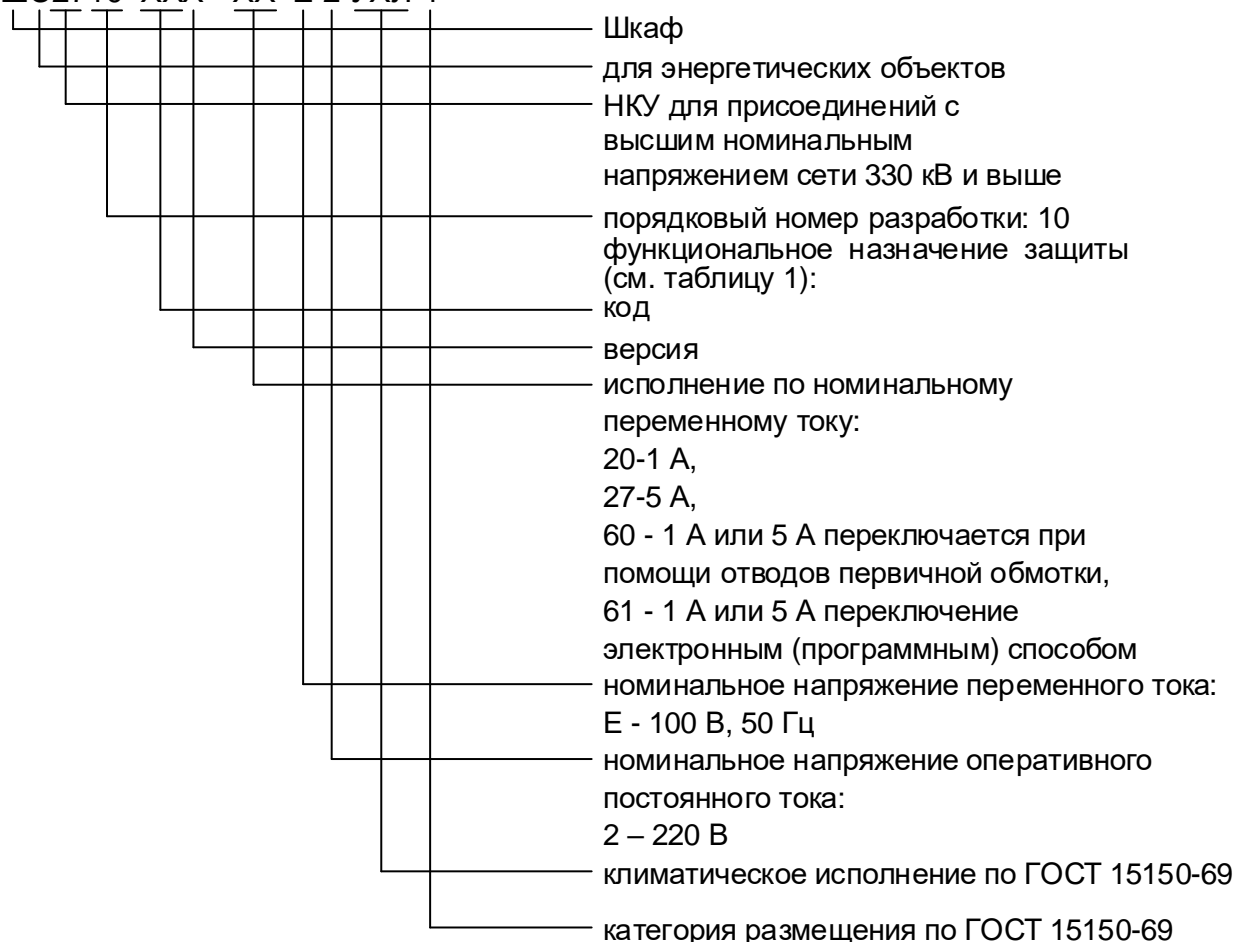 Шкаф
для энергетических объектов
НКУ для присоединений с
высшим номинальным
напряжением сети 330 кВ и выше
порядковый номер разработки: 10
функциональное назначение защиты
(см. таблицу 1):
код
версия
исполнение по номинальному
переменному току:
20-1 А,
27-5 А,
60 - 1 А или 5 А переключается при
помощи отводов первичной обмотки,
61 - 1 А или 5 А переключение
электронным (программным) способом
номинальное напряжение переменного тока:
Е - 100 В, 50 Гц
номинальное напряжение оперативного
постоянного тока:
2 – 220 В
климатическое исполнение по ГОСТ 15150-69
категория размещения по ГОСТ 15150-69